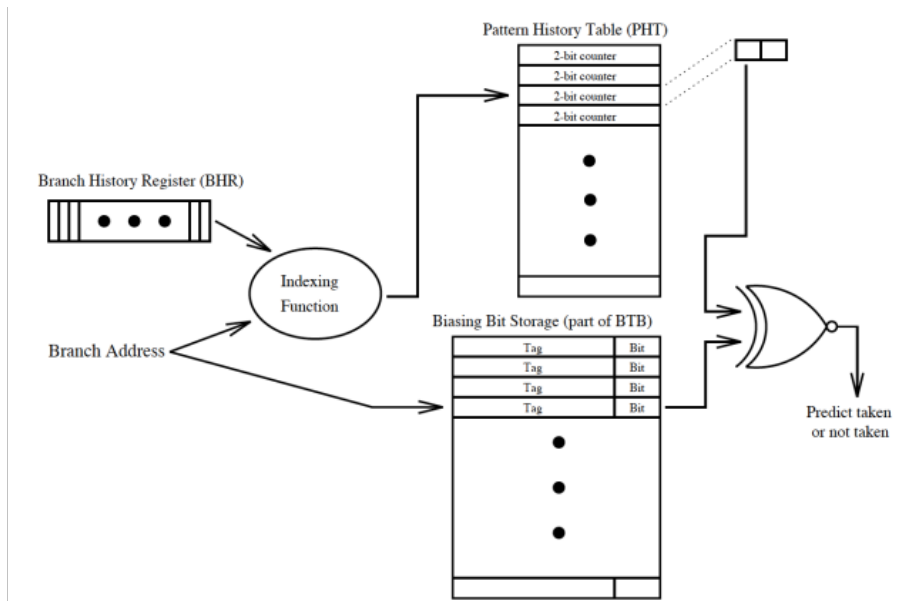 Pattern History Table (PHT)
2-bit counter
2-bit counter
2-bit counter
2-bit counter
Branch History Register (BHR)
Indexing
Function
Branch Address
Biasing Bit Storage (part of BTB)
Tag Bit
Tag Bit
Tag Bit
Tag Bit
Predict taken
or not taken